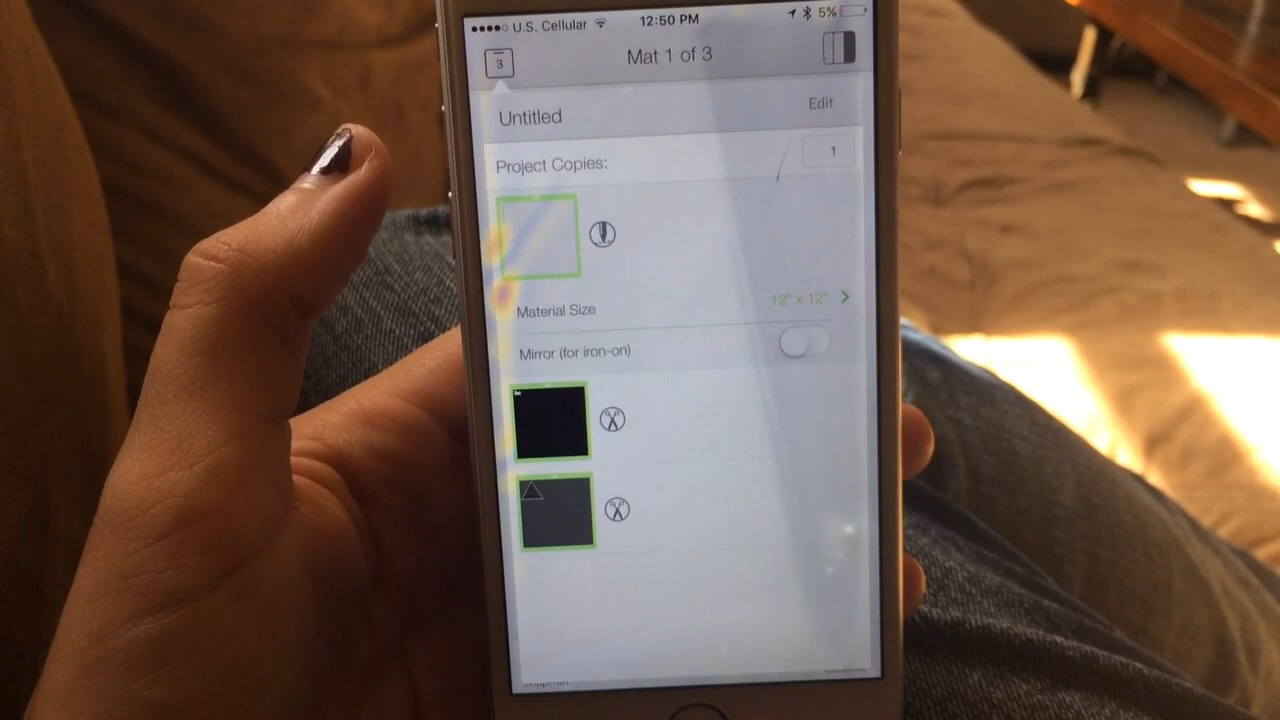 U.S. Cellular 12:50 PM 5%
3 Mat 1 of 3
Untitled Edit
Project Copies: 1
Material Size 12" x 12"
Mirror (for iron-on)